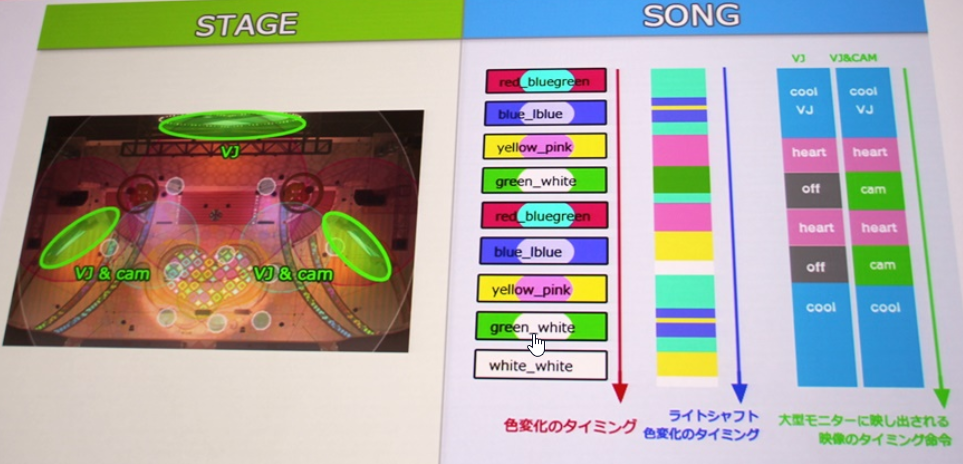 STAGE
SONG
VJ
VJ & cam
VJ & cam
red_bluegreen
blue_lblue
yellow_pink
green_white
red_bluegreen
blue_lblue
yellow_pink
green_white
white_white
色変化のタイミング
ライトシャフト
色変化のタイミング
VJ
VJ&CAM
cool
VJ
cool
VJ
heart
heart
off
cam
heart
heart
off
cam
cool
cool
大型モニターに映し出される
映像のタイミング命令